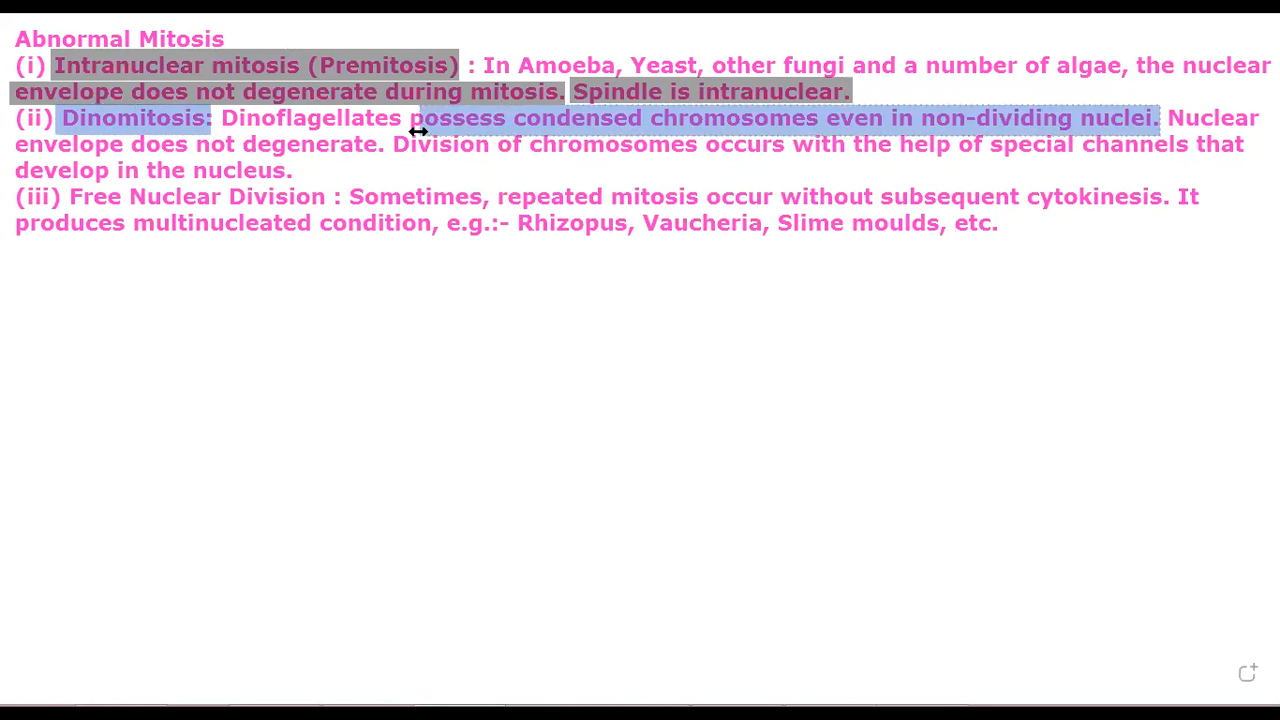 Abnormal Mitosis
(i) Intranuclear mitosis (Premitosis) : In Amoeba, Yeast, other fungi and a number of algae, the nuclear
envelope does not degenerate during mitosis. Spindle is intranuclear.
(ii) Dinomitosis: Dinoflagellates possess condensed chromosomes even in non-dividing nuclei. Nuclear
envelope does not degenerate. Division of chromosomes occurs with the help of special channels that
develop in the nucleus.
(iii) Free Nuclear Division : Sometimes, repeated mitosis occur without subsequent cytokinesis. It
produces multinucleated condition, e.g.:- Rhizopus, Vaucheria, Slime moulds, etc.